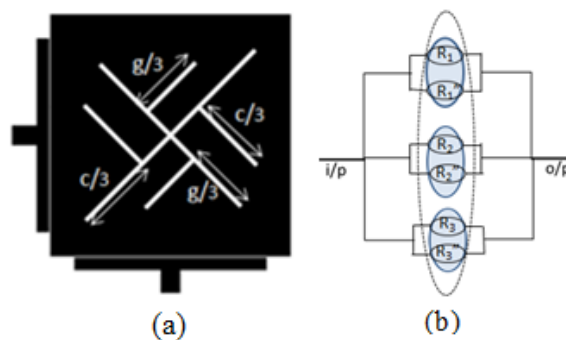 g/3
c/3
c/3
g/3
(a)
R1
R1"
R2
R2"
R3
R3"
i/p
o/p
(b)